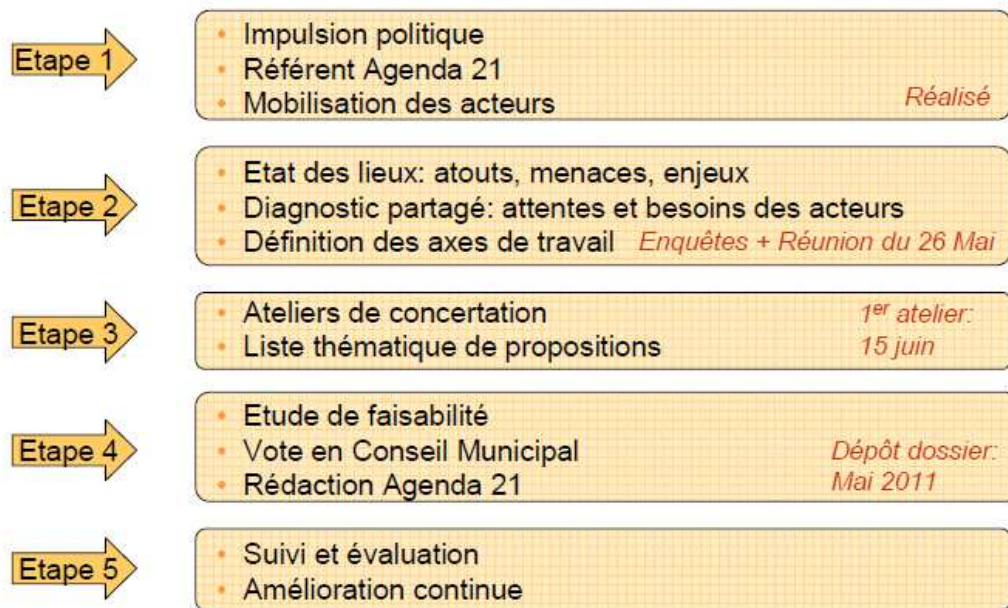 Etape 1
• Impulsion politique
• Référent Agenda 21
• Mobilisation des acteurs Réalisé
Etape 2
• Etat des lieux: atouts, menaces, enjeux
• Diagnostic partagé: attentes et besoins des acteurs
• Définition des axes de travail Enquêtes + Réunion du 26 Mai
Etape 3
• Ateliers de concertation 1er atelier:
• Liste thématique de propositions 15 juin
Etape 4
• Etude de faisabilité
• Vote en Conseil Municipal Dépôt dossier:
• Rédaction Agenda 21 Mai 2011
Etape 5
• Suivi et évaluation
• Amélioration continue